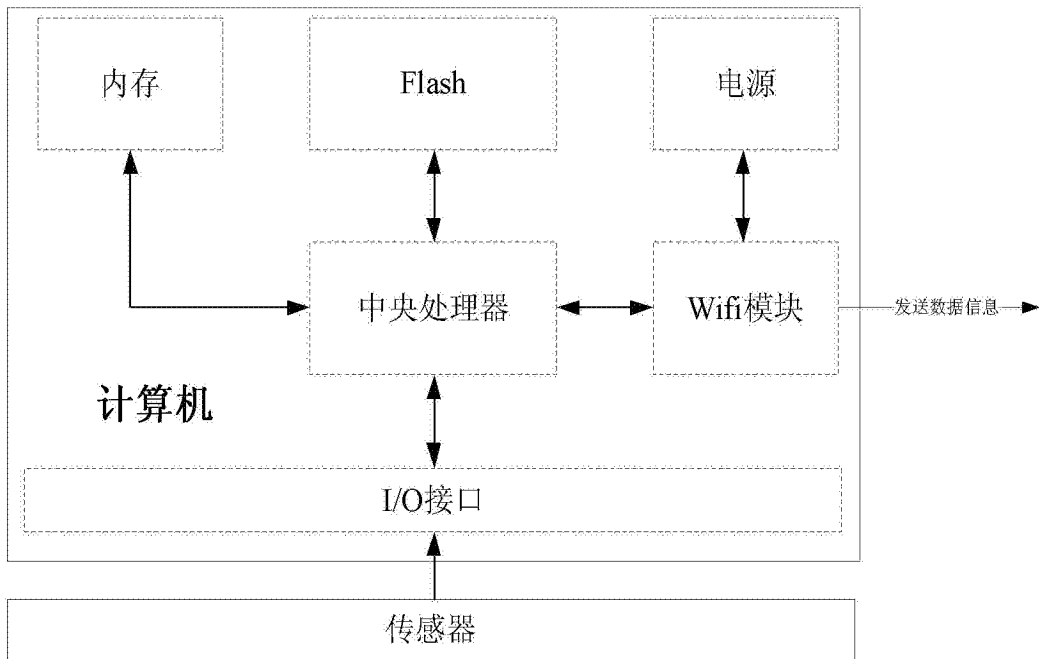 内存
Flash
电源
中央处理器
Wifi模块
发送数据信息
计算机
I/O接口
传感器